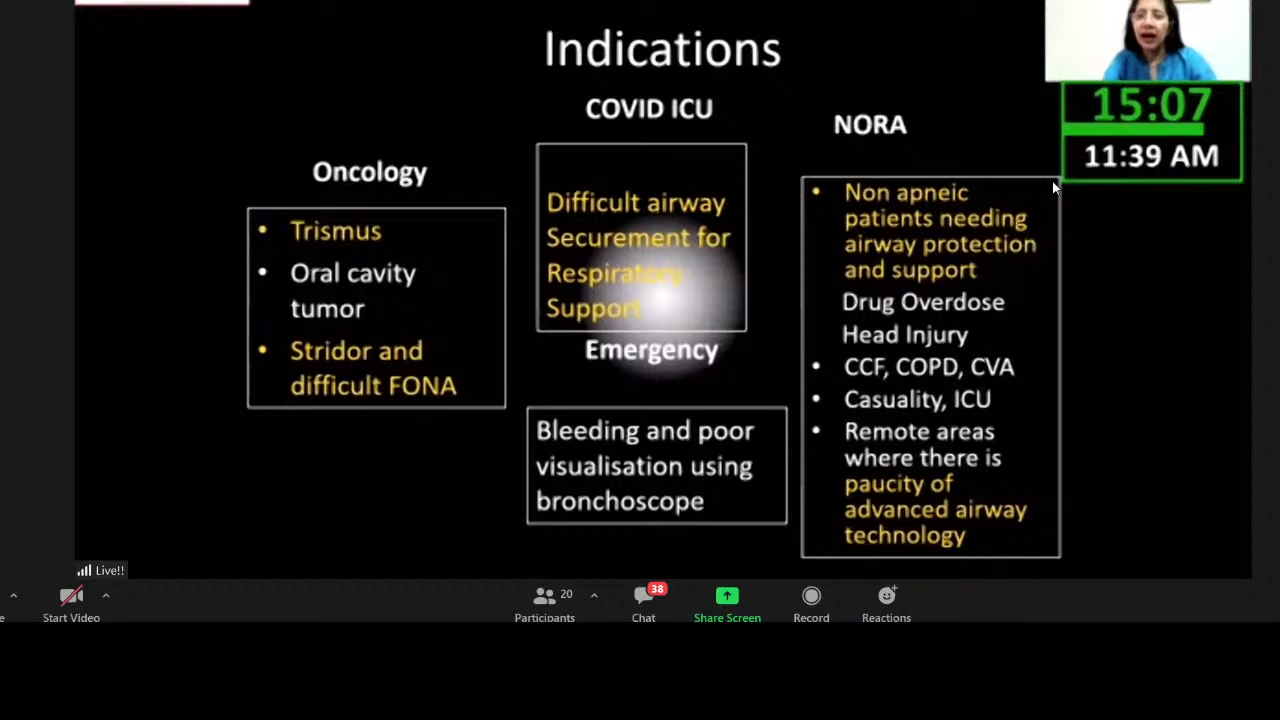 Indications
COVID ICU
NORA
15:07
11:39 AM
Oncology
• Trismus
• Oral cavity
tumor
• Stridor and
difficult FONA
Difficult airway
Securement for
Respiratory
Support
Emergency
Bleeding and poor
visualisation using
bronchoscope
• Non apneic
patients needing
airway protection
and support
Drug Overdose
Head Injury
• CCF, COPD, CVA
• Casuality, ICU
• Remote areas
where there is
paucity of
advanced airway
technology
Live!!
e
Start Video
20
Participants
38
Chat
Share Screen
Record
Reactions